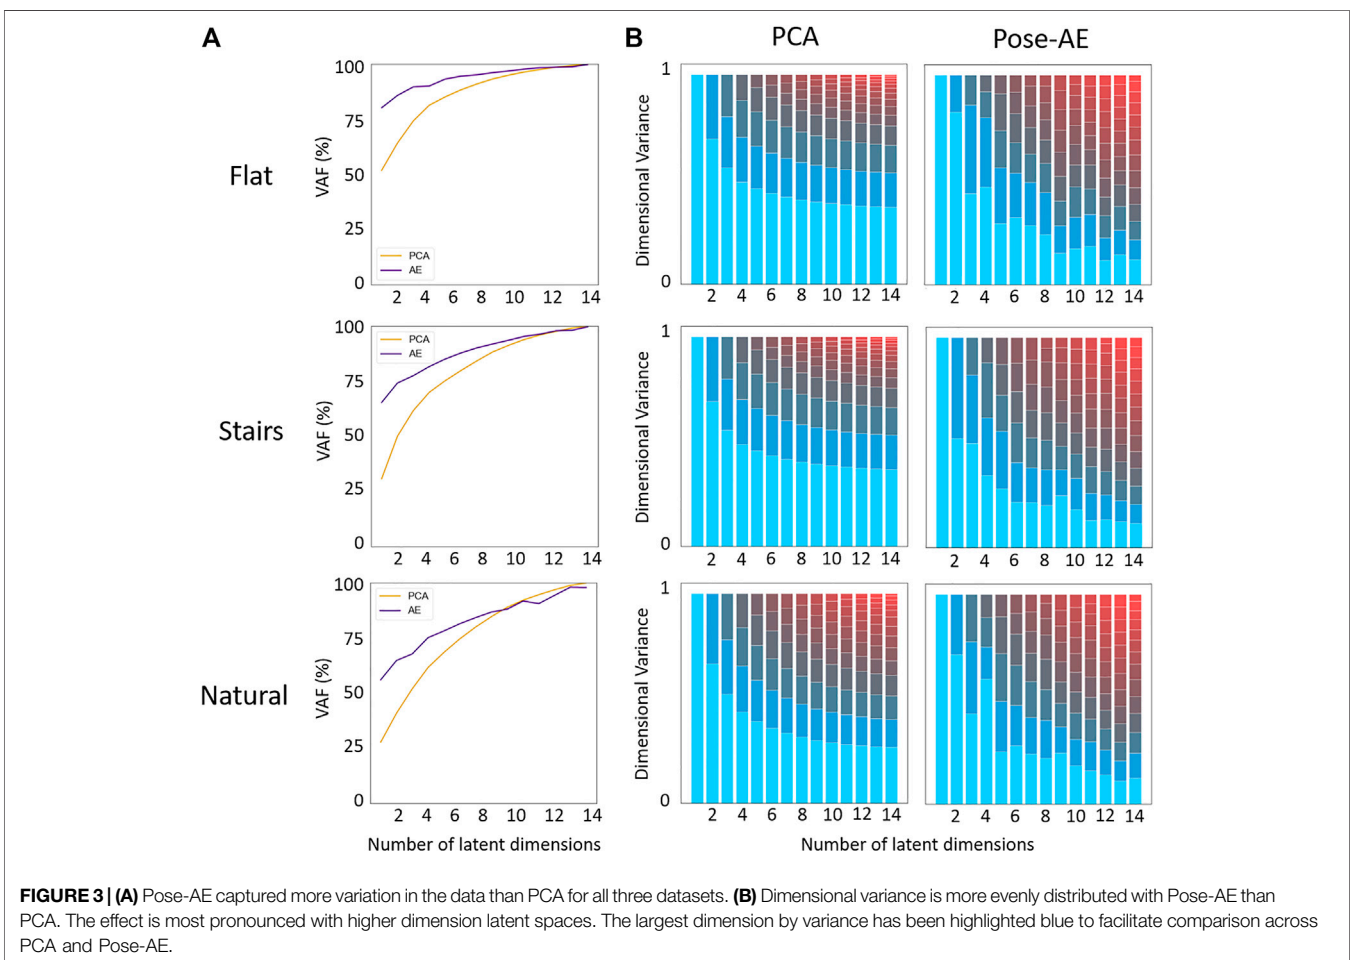 A
B
PCA
Pose-AE
Flat
VAF (%)
100
75
50
25
0
PCA
AE
2 4 6 8 10 12 14
Dimensional Variance
1
0
2 4 6 8 10 12 14
2 4 6 8 10 12 14
Stairs
VAF (%)
100
75
50
25
0
PCA
AE
2 4 6 8 10 12 14
Dimensional Variance
1
0
2 4 6 8 10 12 14
2 4 6 8 10 12 14
Natural
VAF (%)
100
75
50
25
0
PCA
AE
2 4 6 8 10 12 14
Number of latent dimensions
Dimensional Variance
1
0
2 4 6 8 10 12 14
2 4 6 8 10 12 14
Number of latent dimensions
FIGURE 3 | (A) Pose-AE captured more variation in the data than PCA for all three datasets. (B) Dimensional variance is more evenly distributed with Pose-AE than
PCA. The effect is most pronounced with higher dimension latent spaces. The largest dimension by variance has been highlighted blue to facilitate comparison across
PCA and Pose-AE.